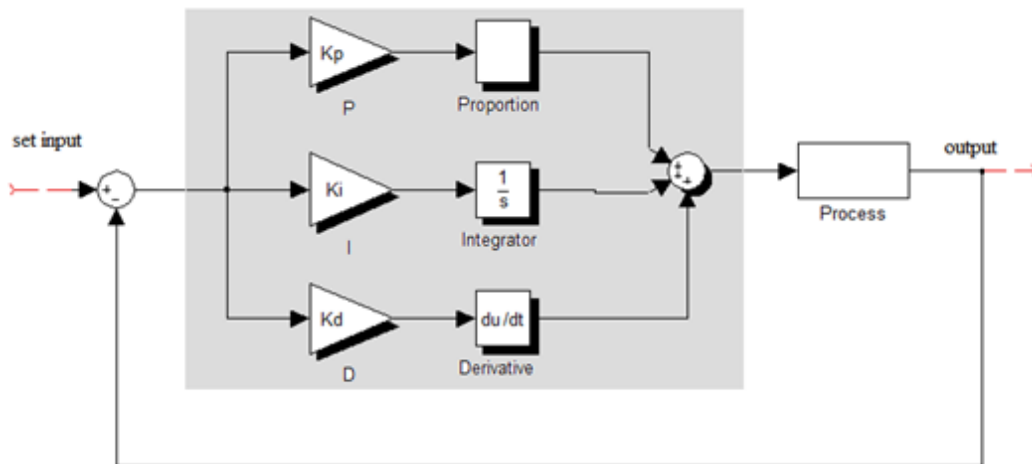 Kp
P
Proportion
set input
+
−
Ki
I
1
s
Integrator
+
+
+
output
Process
Kd
D
du/dt
Derivative